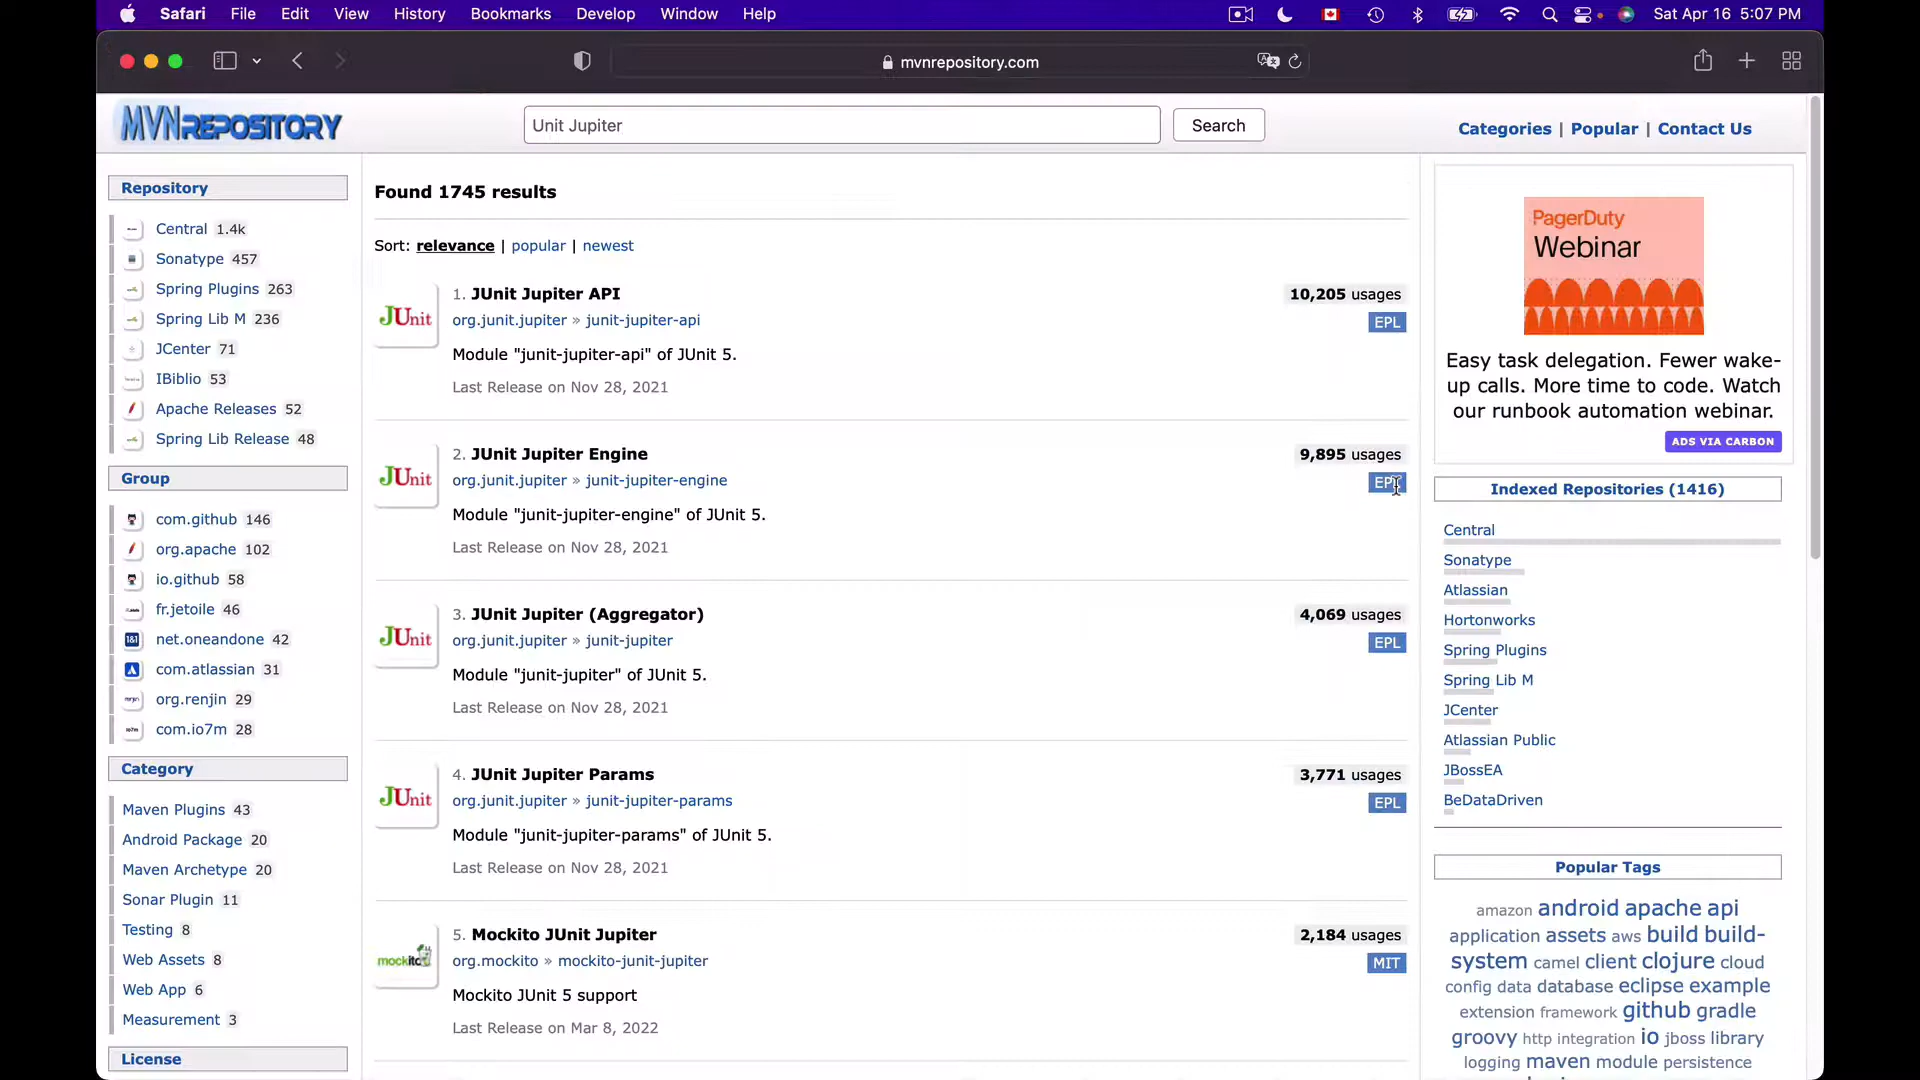 Safari File Edit View History Bookmarks Develop Window Help Sat Apr 16 5:07 PM
mvnrepository.com
MVNREPOSITORY
Unit Jupiter
Search
Categories | Popular | Contact Us
Repository
Central 1.4k
Sonatype 457
Spring Plugins 263
Spring Lib M 236
JCenter 71
IBiblio 53
Apache Releases 52
Spring Lib Release 48
Group
com.github 146
org.apache 102
io.github 58
fr.jetoile 46
net.oneandone 42
com.atlassian 31
org.renjin 29
com.io7m 28
Category
Maven Plugins 43
Android Package 20
Maven Archetype 20
Sonar Plugin 11
Testing 8
Web Assets 8
Web App 6
Measurement 3
License
Found 1745 results
Sort: relevance | popular | newest
JUnit
1. JUnit Jupiter API
10,205 usages
org.junit.jupiter » junit-jupiter-api
EPL
Module "junit-jupiter-api" of JUnit 5.
Last Release on Nov 28, 2021
JUnit
2. JUnit Jupiter Engine
9,895 usages
org.junit.jupiter » junit-jupiter-engine
EPL
Module "junit-jupiter-engine" of JUnit 5.
Last Release on Nov 28, 2021
JUnit
3. JUnit Jupiter (Aggregator)
4,069 usages
org.junit.jupiter » junit-jupiter
EPL
Module "junit-jupiter" of JUnit 5.
Last Release on Nov 28, 2021
JUnit
4. JUnit Jupiter Params
3,771 usages
org.junit.jupiter » junit-jupiter-params
EPL
Module "junit-jupiter-params" of JUnit 5.
Last Release on Nov 28, 2021
mockito
5. Mockito JUnit Jupiter
2,184 usages
org.mockito » mockito-junit-jupiter
MIT
Mockito JUnit 5 support
Last Release on Mar 8, 2022
PagerDuty
Webinar
Easy task delegation. Fewer wake-
up calls. More time to code. Watch
our runbook automation webinar.
ADS VIA CARBON
Indexed Repositories (1416)
Central
Sonatype
Atlassian
Hortonworks
Spring Plugins
Spring Lib M
JCenter
Atlassian Public
JBossEA
BeDataDriven
Popular Tags
amazon android apache api
application assets aws build build-
system camel client clojure cloud
config data database eclipse example
extension framework github gradle
groovy http integration io jboss library
logging maven module persistence